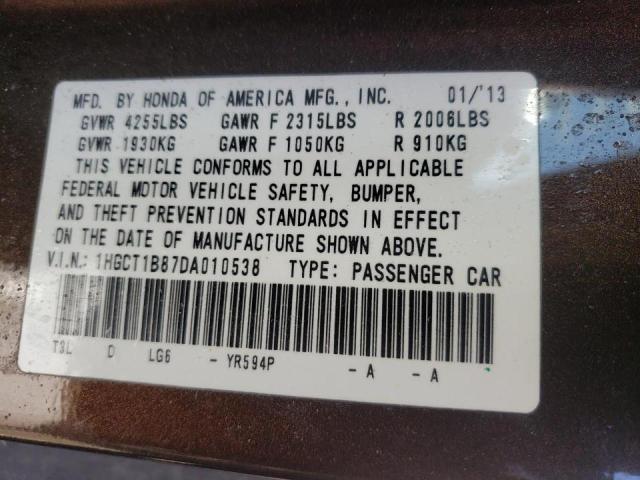 MFD. BY HONDA OF AMERICA MFG., INC. 01/'13
GVWR 4255LBS GAWR F 2315LBS R 2006LBS
GVWR 1930KG GAWR F 1050KG R 910KG
THIS VEHICLE CONFORMS TO ALL APPLICABLE
FEDERAL MOTOR VEHICLE SAFETY, BUMPER,
AND THEFT PREVENTION STANDARDS IN EFFECT
ON THE DATE OF MANUFACTURE SHOWN ABOVE.
V.I.N.: 1HGCT1B87DA010538 TYPE: PASSENGER CAR
T3L D LG6 - YR594P - A - A